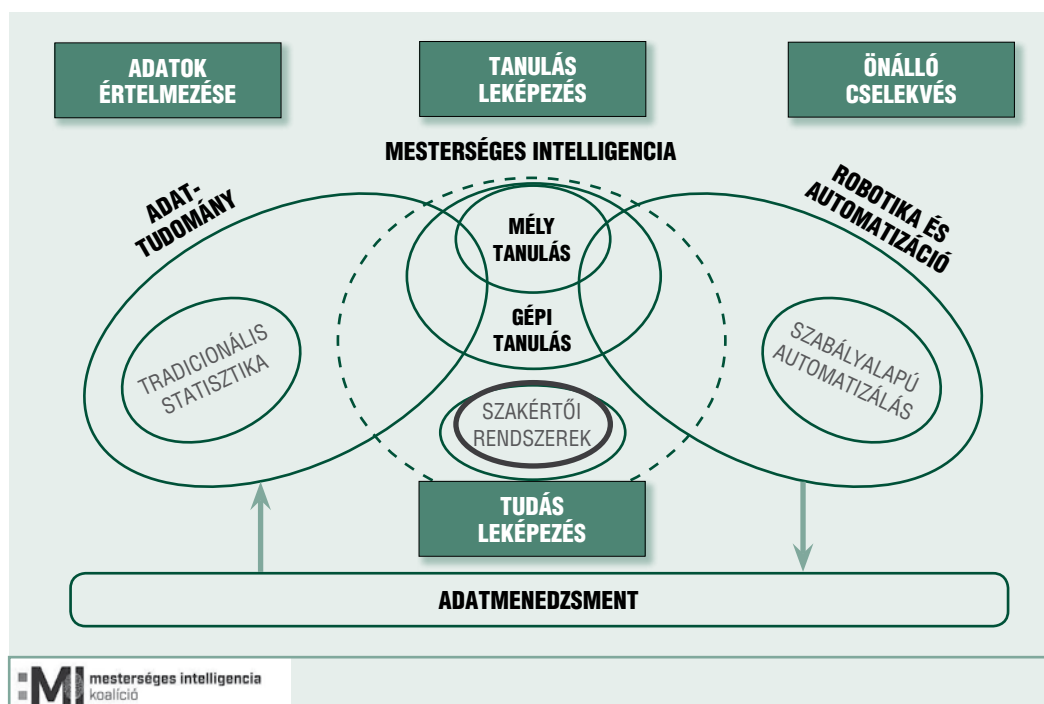 ADATOK
ÉRTELMEZÉSE
TANULÁS
LEKÉPEZÉS
ÖNÁLLÓ
CSELEKVÉS
MESTERSÉGES INTELLIGENCIA
ADAT-
TUDOMÁNY
ROBOTIKA ÉS
AUTOMATIZÁCIÓ
MÉLY
TANULÁS
GÉPI
TANULÁS
TRADICIONÁLIS
STATISZTIKA
SZABÁLYALAPÚ
AUTOMATIZÁLÁS
SZAKÉRTŐI
RENDSZEREK
TUDÁS
LEKÉPEZÉS
ADATMENEDZSMENT
MI
mesterséges intelligencia
koalíció